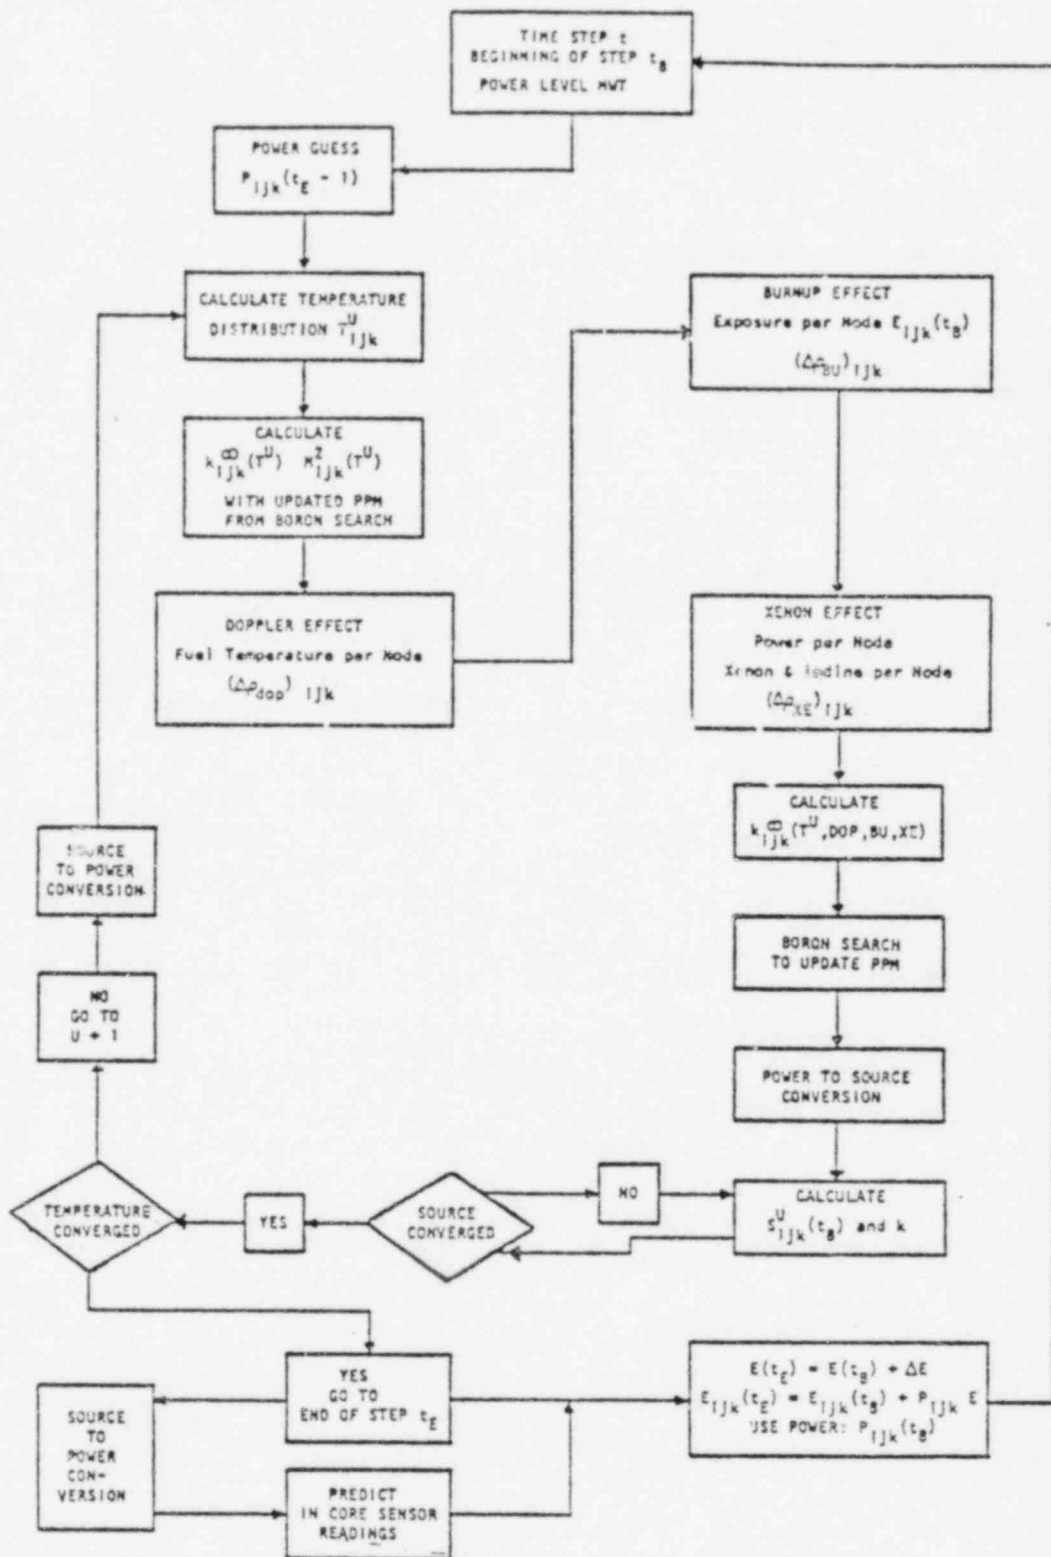 TIME STEP t
BEGINNING OF STEP t_B
POWER LEVEL MWT
POWER GUESS
P_ijk(t_E - 1)
CALCULATE TEMPERATURE
DISTRIBUTION T^U_ijk
CALCULATE
k^∞_ijk(T^U) M^2_ijk(T^U)
WITH UPDATED PPM
FROM BORON SEARCH
DOPPLER EFFECT
Fuel Temperature per Node
(Δρ_dop)_ijk
BURNUP EFFECT
Exposure per Node E_ijk(t_B)
(Δρ_BU)_ijk
XENON EFFECT
Power per Node
Xenon & Iodine per Node
(Δρ_XE)_ijk
CALCULATE
k^∞_ijk(T^U,DOP,BU,XE)
BORON SEARCH
TO UPDATE PPM
POWER TO SOURCE
CONVERSION
CALCULATE
S^U_ijk(t_B) and k
NO
SOURCE
CONVERGED
YES
TEMPERATURE
CONVERGED
NO
GO TO
U + 1
SOURCE
TO POWER
CONVERSION
YES
GO TO
END OF STEP t_E
SOURCE
TO
POWER
CON-
VERSION
PREDICT
IN CORE SENSOR
READINGS
E(t_E) = E(t_B) + ΔE
E_ijk(t_E) = E_ijk(t_B) + P_ijk E
USE POWER: P_ijk(t_B)